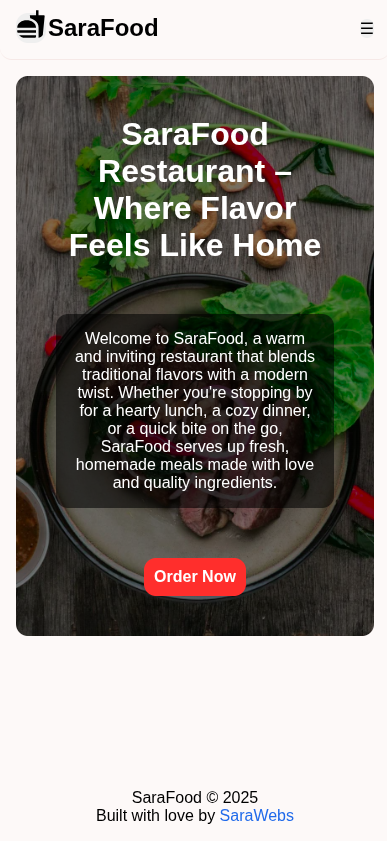 SaraFood
☰
SaraFood
Restaurant –
Where Flavor
Feels Like Home
Welcome to SaraFood, a warm
and inviting restaurant that blends
traditional flavors with a modern
twist. Whether you're stopping by
for a hearty lunch, a cozy dinner,
or a quick bite on the go,
SaraFood serves up fresh,
homemade meals made with love
and quality ingredients.
Order Now
SaraFood © 2025
Built with love by SaraWebs